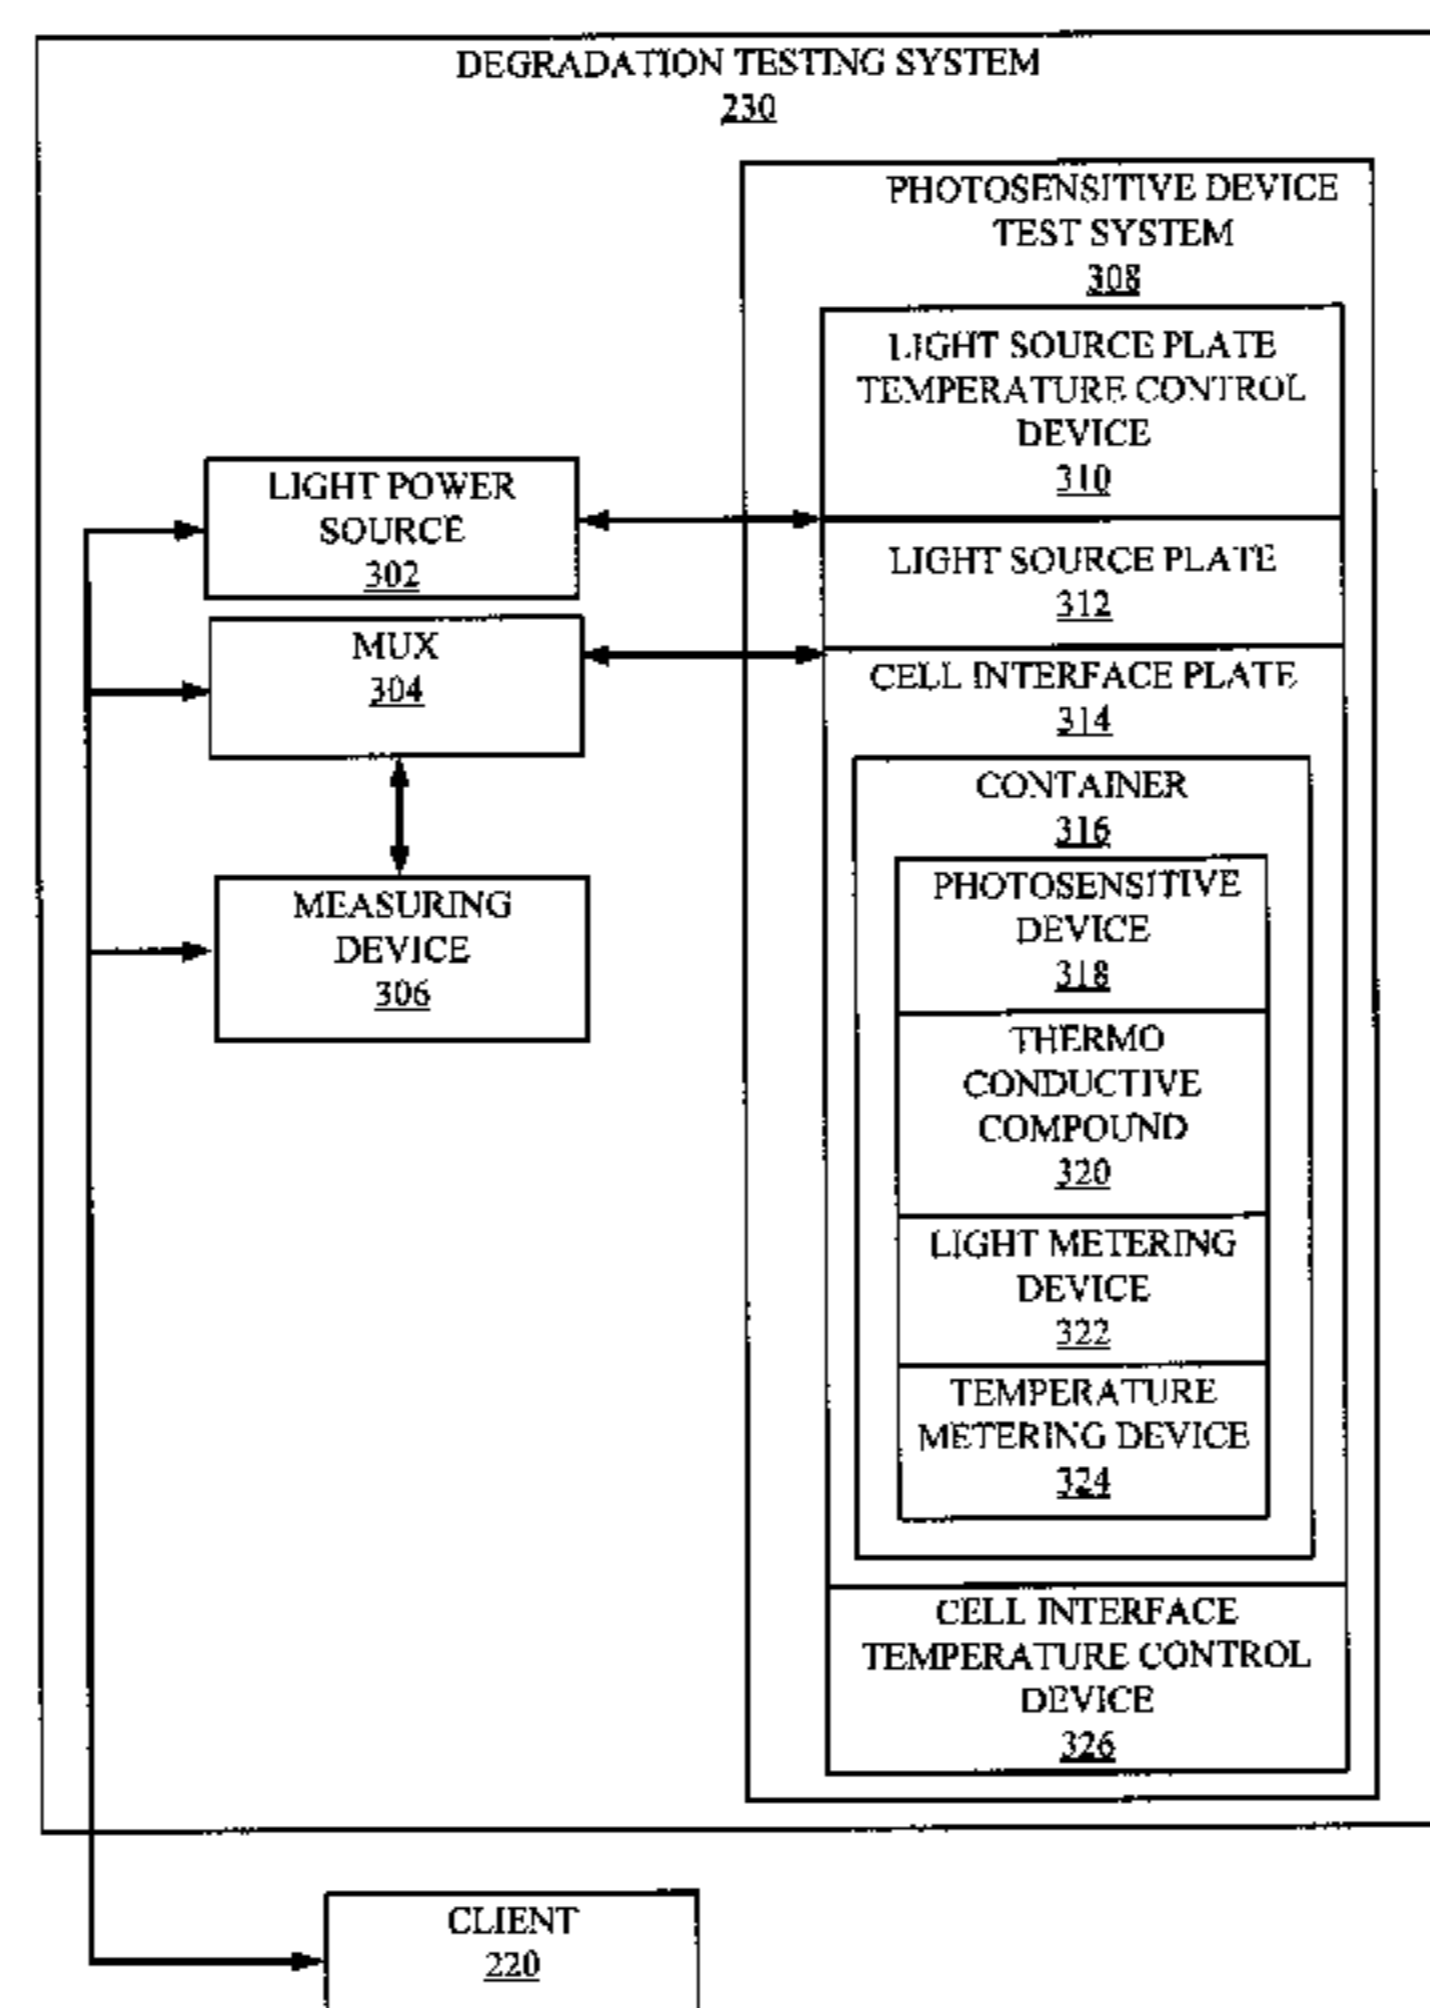 DEGRADATION TESTING SYSTEM
230
PHOTOSENSITIVE DEVICE
TEST SYSTEM
308
LIGHT SOURCE PLATE
TEMPERATURE CONTROL
DEVICE
310
LIGHT POWER
SOURCE
302
LIGHT SOURCE PLATE
312
MUX
304
CELL INTERFACE PLATE
314
CONTAINER
316
MEASURING
DEVICE
306
PHOTOSENSITIVE
DEVICE
318
THERMO
CONDUCTIVE
COMPOUND
320
LIGHT METERING
DEVICE
322
TEMPERATURE
METERING DEVICE
324
CELL INTERFACE
TEMPERATURE CONTROL
DEVICE
326
CLIENT
220